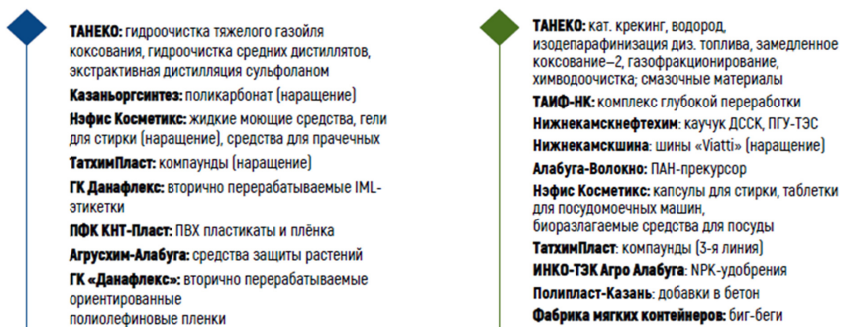 ТАНЕКО: гидроочистка тяжелого газойля
коксования, гидроочистка средних дистиллятов,
экстрактивная дистилляция сульфоланом
Казаньоргсинтез: поликарбонат (наращение)
Нэфис Косметикс: жидкие моющие средства, гели
для стирки (наращение), средства для прачечных
ТатхимПласт: компаунды (наращение)
ГК Данафлекс: вторично перерабатываемые IML-
этикетки
ПФК КНТ-Пласт: ПВХ пластикаты и плёнка
Агрусхим-Алабуга: средства защиты растений
ГК «Данафлекс»: вторично перерабатываемые
ориентированные
полиолефиновые пленки
ТАНЕКО: кат. крекинг, водород,
изодепарафинизация диз. топлива, замедленное
коксование–2, газофракционирование,
химводоочистка; смазочные материалы
ТАИФ-НК: комплекс глубокой переработки
Нижнекамскнефтехим: каучук ДССК, ПГУ-ТЭС
Нижнекамскшина: шины «Viatti» (наращение)
Алабуга-Волокно: ПАН-прекурсор
Нэфис Косметикс: капсулы для стирки, таблетки
для посудомоечных машин,
биоразлагаемые средства для посуды
ТатхимПласт: компаунды (3-я линия)
ИНКО-ТЭК Агро Алабуга: NPK-удобрения
Полипласт-Казань: добавки в бетон
Фабрика мягких контейнеров: биг-беги